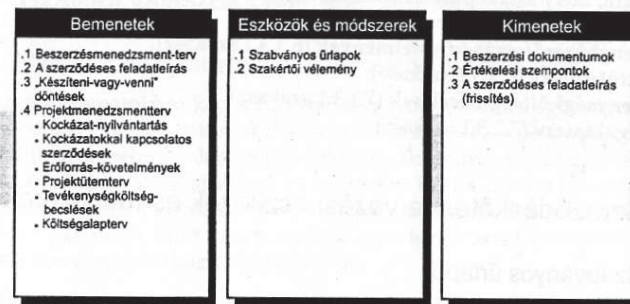 Bemenetek
.1 Beszerzésmenedzsment-terv
.2 A szerződéses feladatleírás
.3 „Készíteni-vagy-venni”
döntések
.4 Projektmenedzsmentterv
▪ Kockázat-nyilvántartás
▪ Kockázatokkal kapcsolatos
szerződések
▪ Erőforrás-követelmények
▪ Projektütemterv
▪ Tevékenységköltség-
becslések
▪ Költségalapterv
Eszközök és módszerek
.1 Szabványos űrlapok
.2 Szakértői vélemény
Kimenetek
.1 Beszerzési dokumentumok
.2 Értékelési szempontok
.3 A szerződéses feladatleírás
(frissítés)